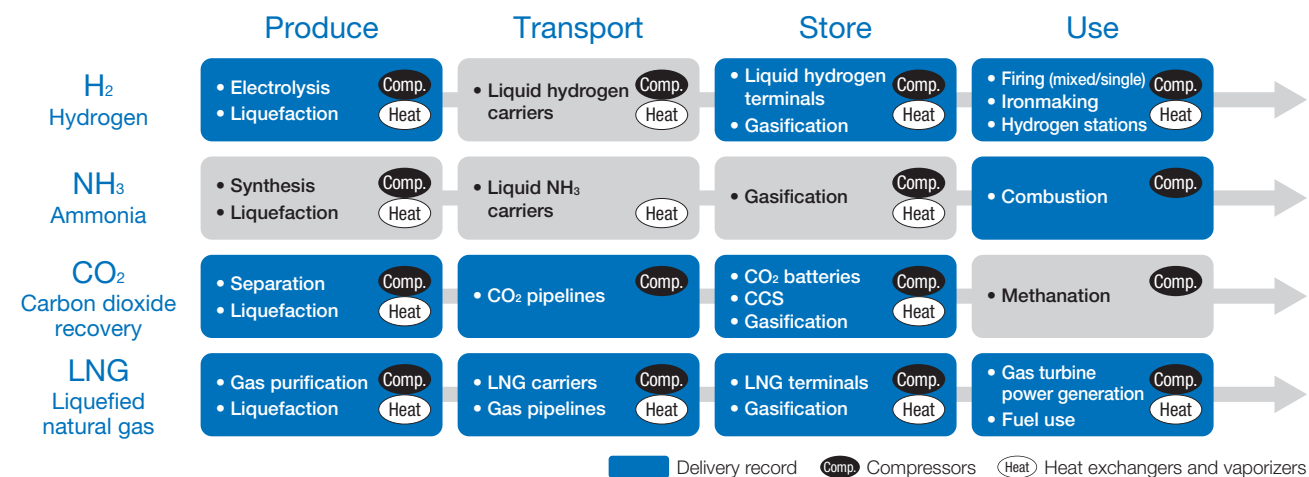 Produce Transport Store Use
H₂
Hydrogen
• Electrolysis
• Liquefaction
Comp.
Heat
• Liquid hydrogen
carriers
Comp.
Heat
• Liquid hydrogen
terminals
• Gasification
Comp.
Heat
• Firing (mixed/single)
• Ironmaking
• Hydrogen stations
Comp.
Heat
NH₃
Ammonia
• Synthesis
• Liquefaction
Comp.
Heat
• Liquid NH₃
carriers
Heat
• Gasification
Comp.
Heat
• Combustion
Comp.
CO₂
Carbon dioxide
recovery
• Separation
• Liquefaction
Comp.
Heat
• CO₂ pipelines
Comp.
• CO₂ batteries
• CCS
• Gasification
Comp.
Heat
• Methanation
Comp.
LNG
Liquefied
natural gas
• Gas purification
• Liquefaction
Comp.
Heat
• LNG carriers
• Gas pipelines
Comp.
Heat
• LNG terminals
• Gasification
Comp.
Heat
• Gas turbine
power generation
• Fuel use
Comp.
Heat
Delivery record Comp. Compressors Heat Heat exchangers and vaporizers